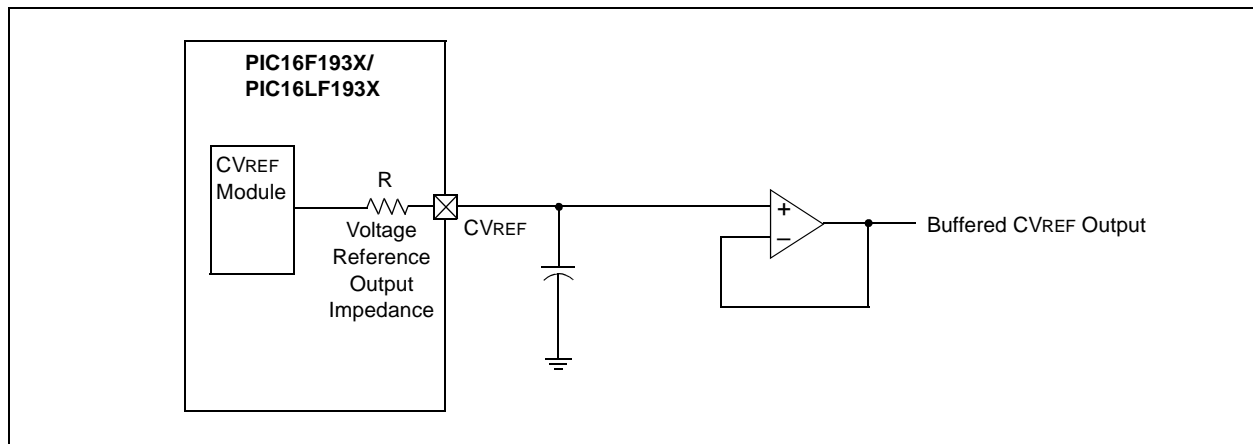 PIC16F193X/
PIC16LF193X
CVREF
Module
R
Voltage
Reference
Output
Impedance
CVREF
+
–
Buffered CVREF Output